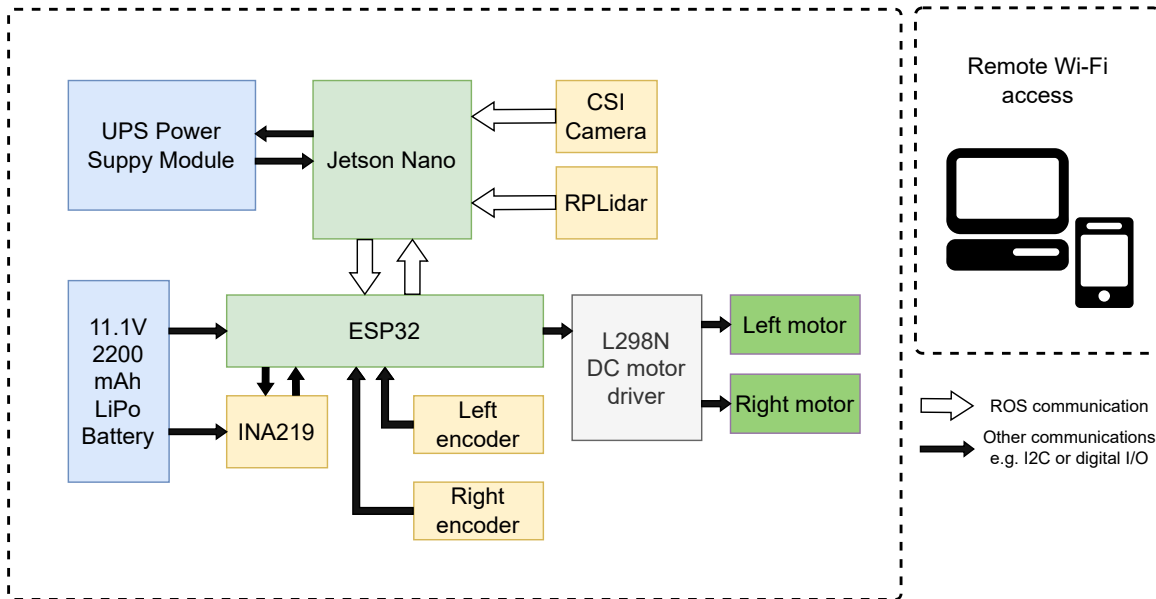 UPS Power
Suppy Module
Jetson Nano
CSI
Camera
RPLidar
11.1V
2200
mAh
LiPo
Battery
ESP32
INA219
Left
encoder
Right
encoder
L298N
DC motor
driver
Left motor
Right motor
Remote Wi-Fi
access
ROS communication
Other communications
e.g. I2C or digital I/O